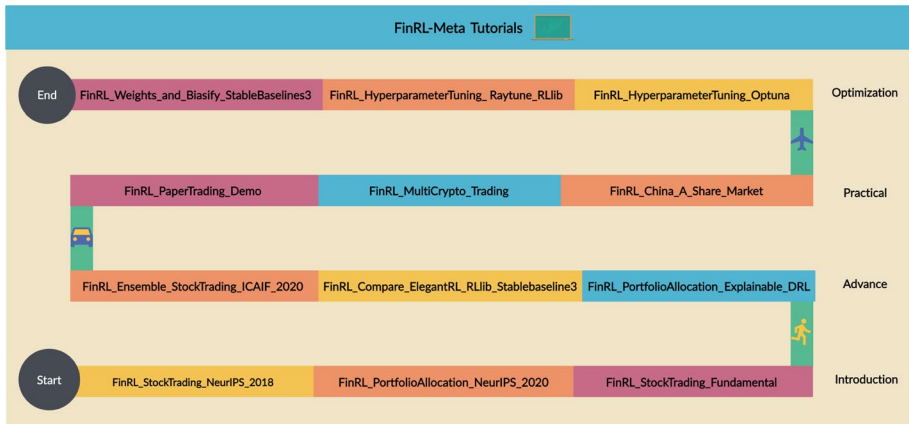 FinRL-Meta Tutorials
End
FinRL_Weights_and_Biasify_StableBaselines3
FinRL_HyperparameterTuning_ Raytune_RLlib
FinRL_HyperparameterTuning_Optuna
Optimization
FinRL_PaperTrading_Demo
FinRL_MultiCrypto_Trading
FinRL_China_A_Share_Market
Practical
FinRL_Ensemble_StockTrading_ICAIF_2020
FinRL_Compare_ElegantRL_RLlib_Stablebaseline3
FinRL_PortfolioAllocation_Explainable_DRL
Advance
Start
FinRL_StockTrading_NeurIPS_2018
FinRL_PortfolioAllocation_NeurIPS_2020
FinRL_StockTrading_Fundamental
Introduction